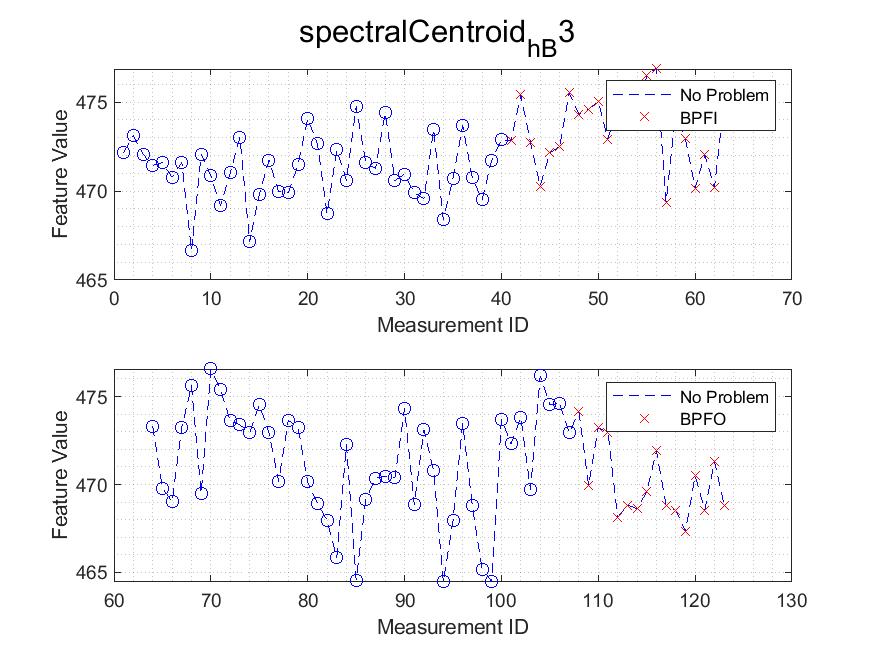 spectralCentroid_hB3
475
470
465
Feature Value
No Problem
BPFI
0 10 20 30 40 50 60 70
Measurement ID
475
470
465
Feature Value
No Problem
BPFO
60 70 80 90 100 110 120 130
Measurement ID